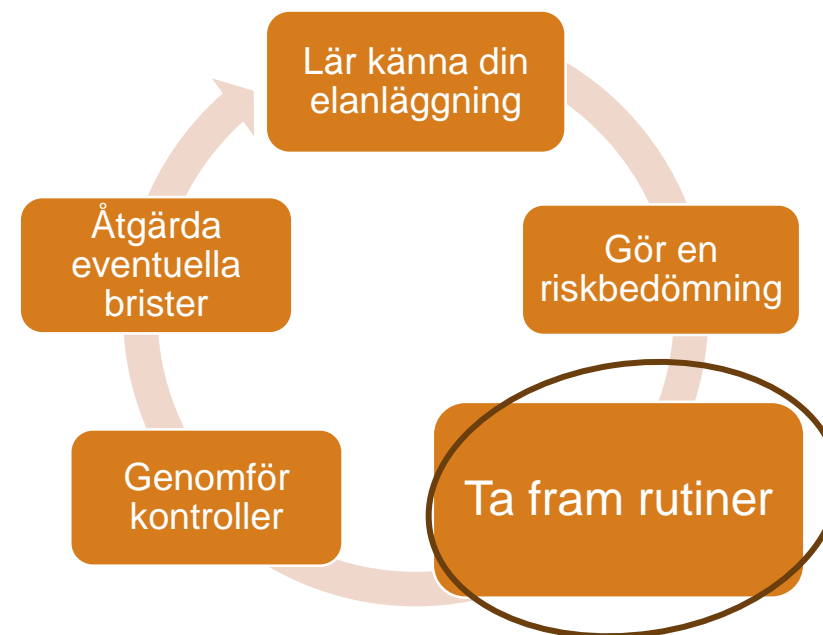 Lär känna din
elanläggning
Gör en
riskbedömning
Ta fram rutiner
Genomför
kontroller
Åtgärda
eventuella
brister